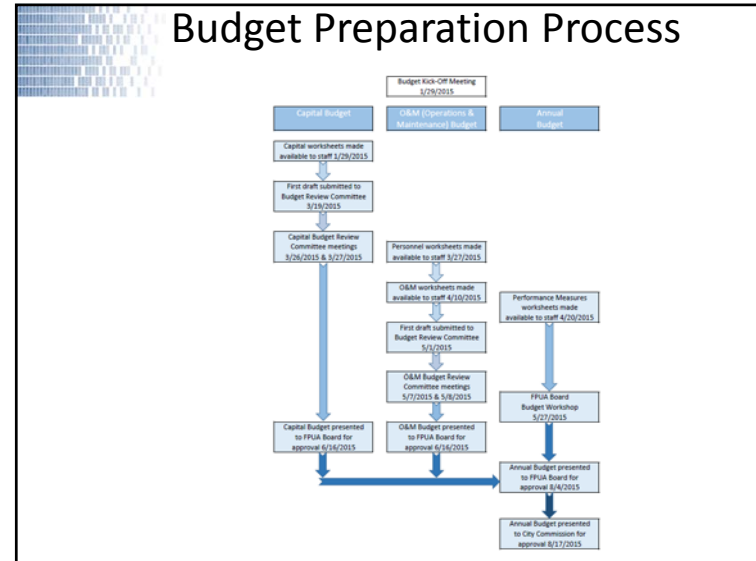 Budget Preparation Process
Budget Kick-Off Meeting
1/29/2015
Capital Budget
O&M (Operations &
Maintenance) Budget
Annual
Budget
Capital worksheets made
available to staff 1/29/2015
First draft submitted to
Budget Review Committee
3/19/2015
Capital Budget Review
Committee meetings
3/26/2015 & 3/27/2015
Capital Budget presented
to FPUA Board for
approval 6/16/2015
Personnel worksheets made
available to staff 3/27/2015
O&M worksheets made
available to staff 4/10/2015
First draft submitted to
Budget Review Committee
5/1/2015
O&M Budget Review
Committee meetings
5/7/2015 & 5/8/2015
O&M Budget presented
to FPUA Board for
approval 6/16/2015
Performance Measures
worksheets made
available to staff 4/20/2015
FPUA Board
Budget Workshop
5/27/2015
Annual Budget presented
to FPUA Board for
approval 8/4/2015
Annual Budget presented
to City Commission for
approval 8/17/2015